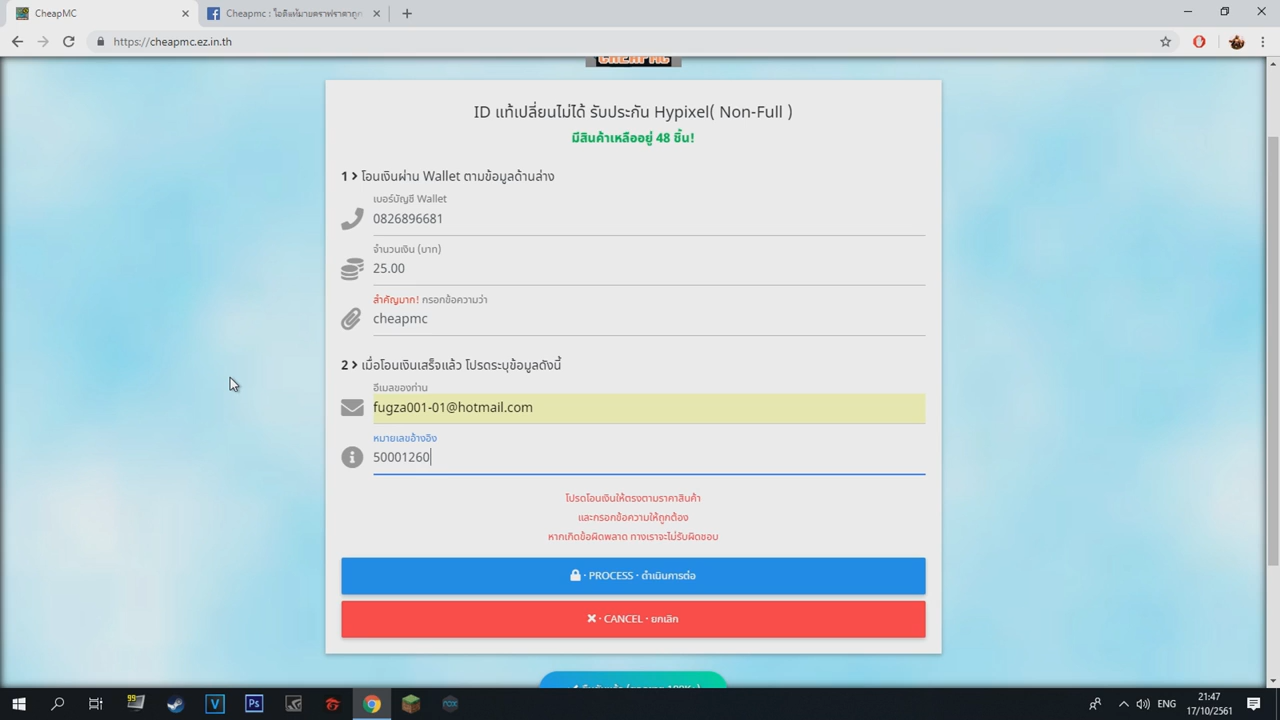 CheapMC
Cheapmc : ไอดีแท้มายคราฟราคาถูก
https://cheapmc.ez.in.th
CHEAPMC
ID แท้เปลี่ยนไม่ได้ รับประกัน Hypixel( Non-Full )
มีสินค้าเหลืออยู่ 48 ชิ้น!
1 > โอนเงินผ่าน Wallet ตามข้อมูลด้านล่าง
เบอร์บัญชี Wallet
0826896681
จำนวนเงิน (บาท)
25.00
สำคัญมาก! กรอกข้อความว่า
cheapmc
2 > เมื่อโอนเงินเสร็จแล้ว โปรดระบุข้อมูลดังนี้
อีเมลของท่าน
fugza001-01@hotmail.com
หมายเลขอ้างอิง
50001260
โปรดโอนเงินให้ตรงตามราคาสินค้า
และกรอกข้อความให้ถูกต้อง
หากเกิดข้อผิดพลาด ทางเราจะไม่รับผิดชอบ
· PROCESS · ดำเนินการต่อ
· CANCEL · ยกเลิก
99
V
Ps
FOX
ENG
21:47
17/10/2561